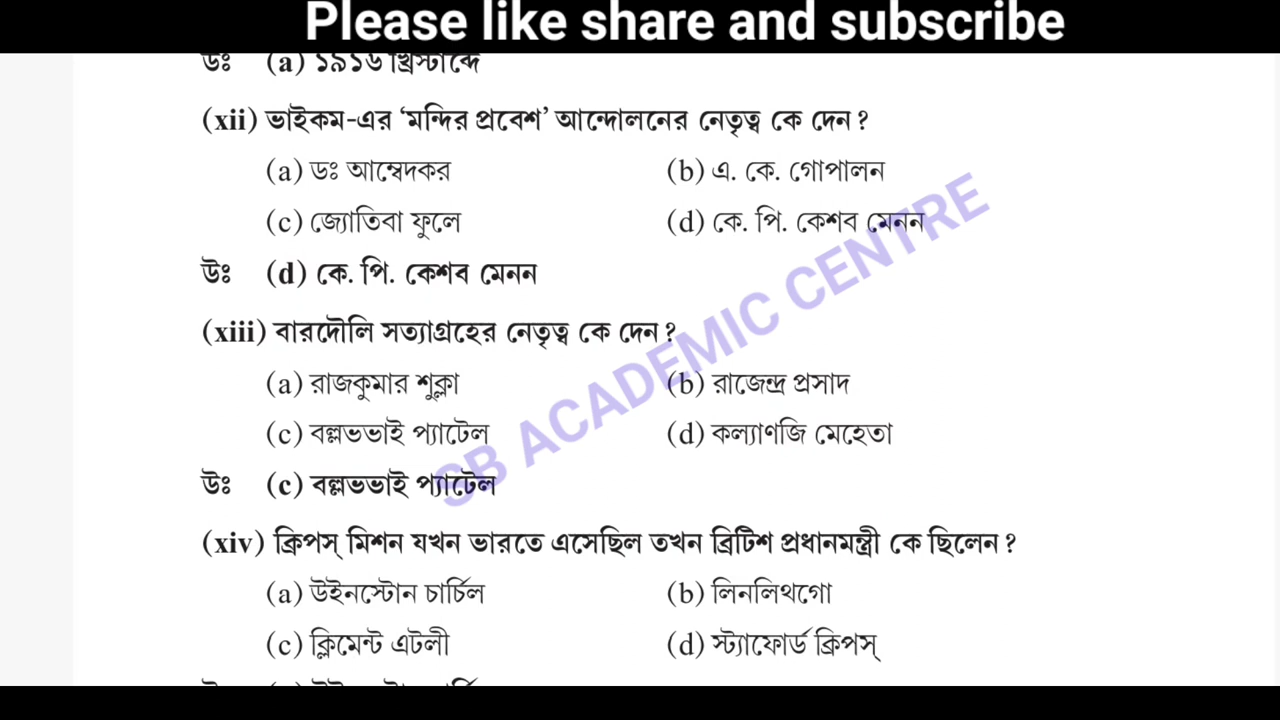 Please like share and subscribe
উঃ (a) ১৯১৬ খ্রিস্টাব্দে
(xii) ভাইকম-এর ‘মন্দির প্রবেশ’ আন্দোলনের নেতৃত্ব কে দেন ?
(a) ডঃ আম্বেদকর (b) এ. কে. গোপালন
(c) জ্যোতিবা ফুলে (d) কে. পি. কেশব মেনন
উঃ (d) কে. পি. কেশব মেনন
(xiii) বারদৌলি সত্যাগ্রহের নেতৃত্ব কে দেন ?
(a) রাজকুমার শুক্লা (b) রাজেন্দ্র প্রসাদ
(c) বল্লভভাই প্যাটেল (d) কল্যাণজি মেহেতা
উঃ (c) বল্লভভাই প্যাটেল
(xiv) ক্রিপস্ মিশন যখন ভারতে এসেছিল তখন ব্রিটিশ প্রধানমন্ত্রী কে ছিলেন ?
(a) উইনস্টোন চার্চিল (b) লিনলিথগো
(c) ক্লিমেন্ট এটলী (d) স্ট্যাফোর্ড ক্রিপস্
SB ACADEMIC CENTRE